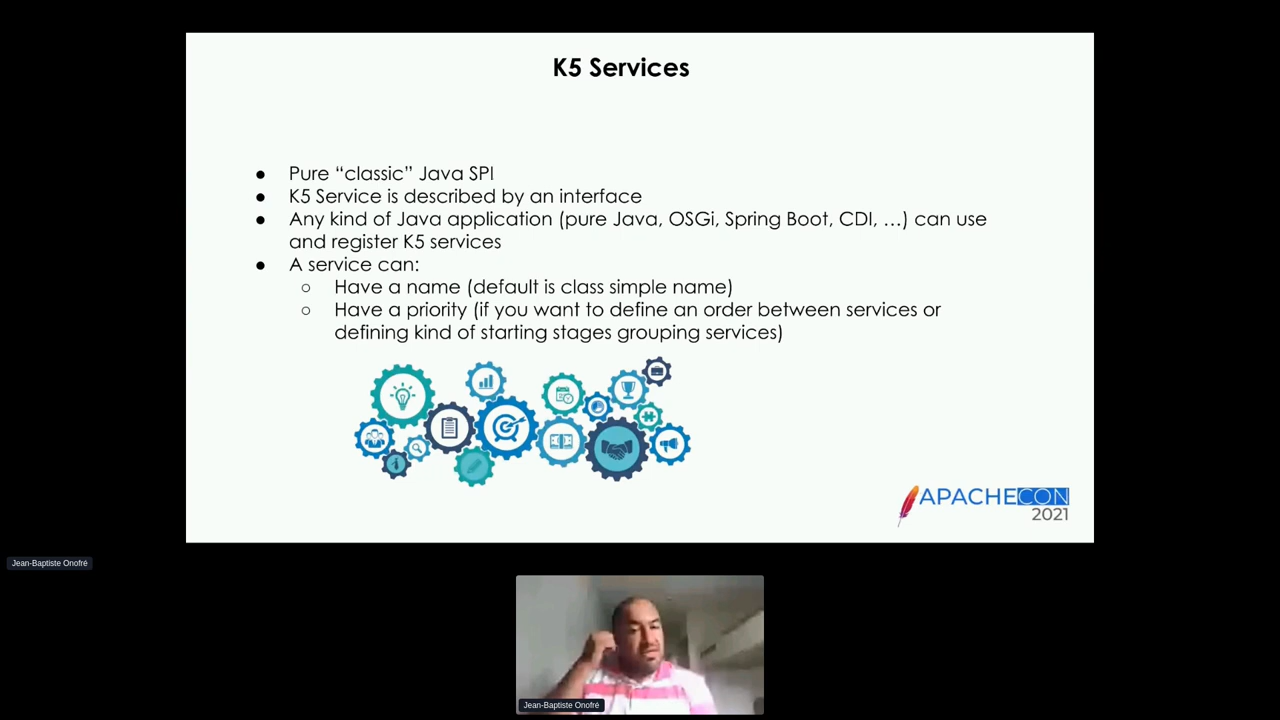 K5 Services
● Pure “classic” Java SPI
● K5 Service is described by an interface
● Any kind of Java application (pure Java, OSGi, Spring Boot, CDI, …) can use
and register K5 services
● A service can:
○ Have a name (default is class simple name)
○ Have a priority (if you want to define an order between services or
defining kind of starting stages grouping services)
APACHECON
2021
Jean-Baptiste Onofré
Jean-Baptiste Onofré